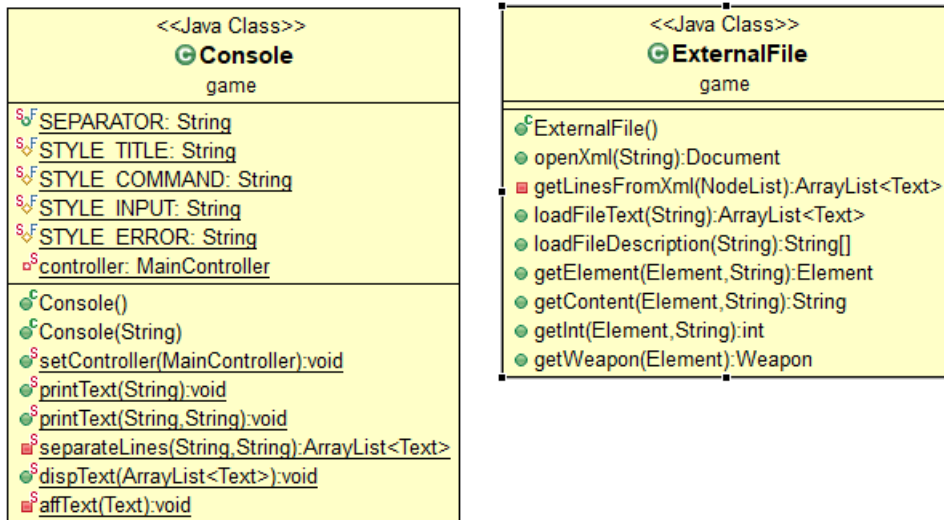 <<Java Class>>
Console
game
SEPARATOR: String
STYLE_TITLE: String
STYLE_COMMAND: String
STYLE_INPUT: String
STYLE_ERROR: String
controller: MainController
Console()
Console(String)
setController(MainController):void
printText(String):void
printText(String,String):void
separateLines(String,String):ArrayList<Text>
dispText(ArrayList<Text>):void
affText(Text):void
<<Java Class>>
ExternalFile
game
ExternalFile()
openXml(String):Document
getLinesFromXml(NodeList):ArrayList<Text>
loadFileText(String):ArrayList<Text>
loadFileDescription(String):String[]
getElement(Element,String):Element
getContent(Element,String):String
getInt(Element,String):int
getWeapon(Element):Weapon